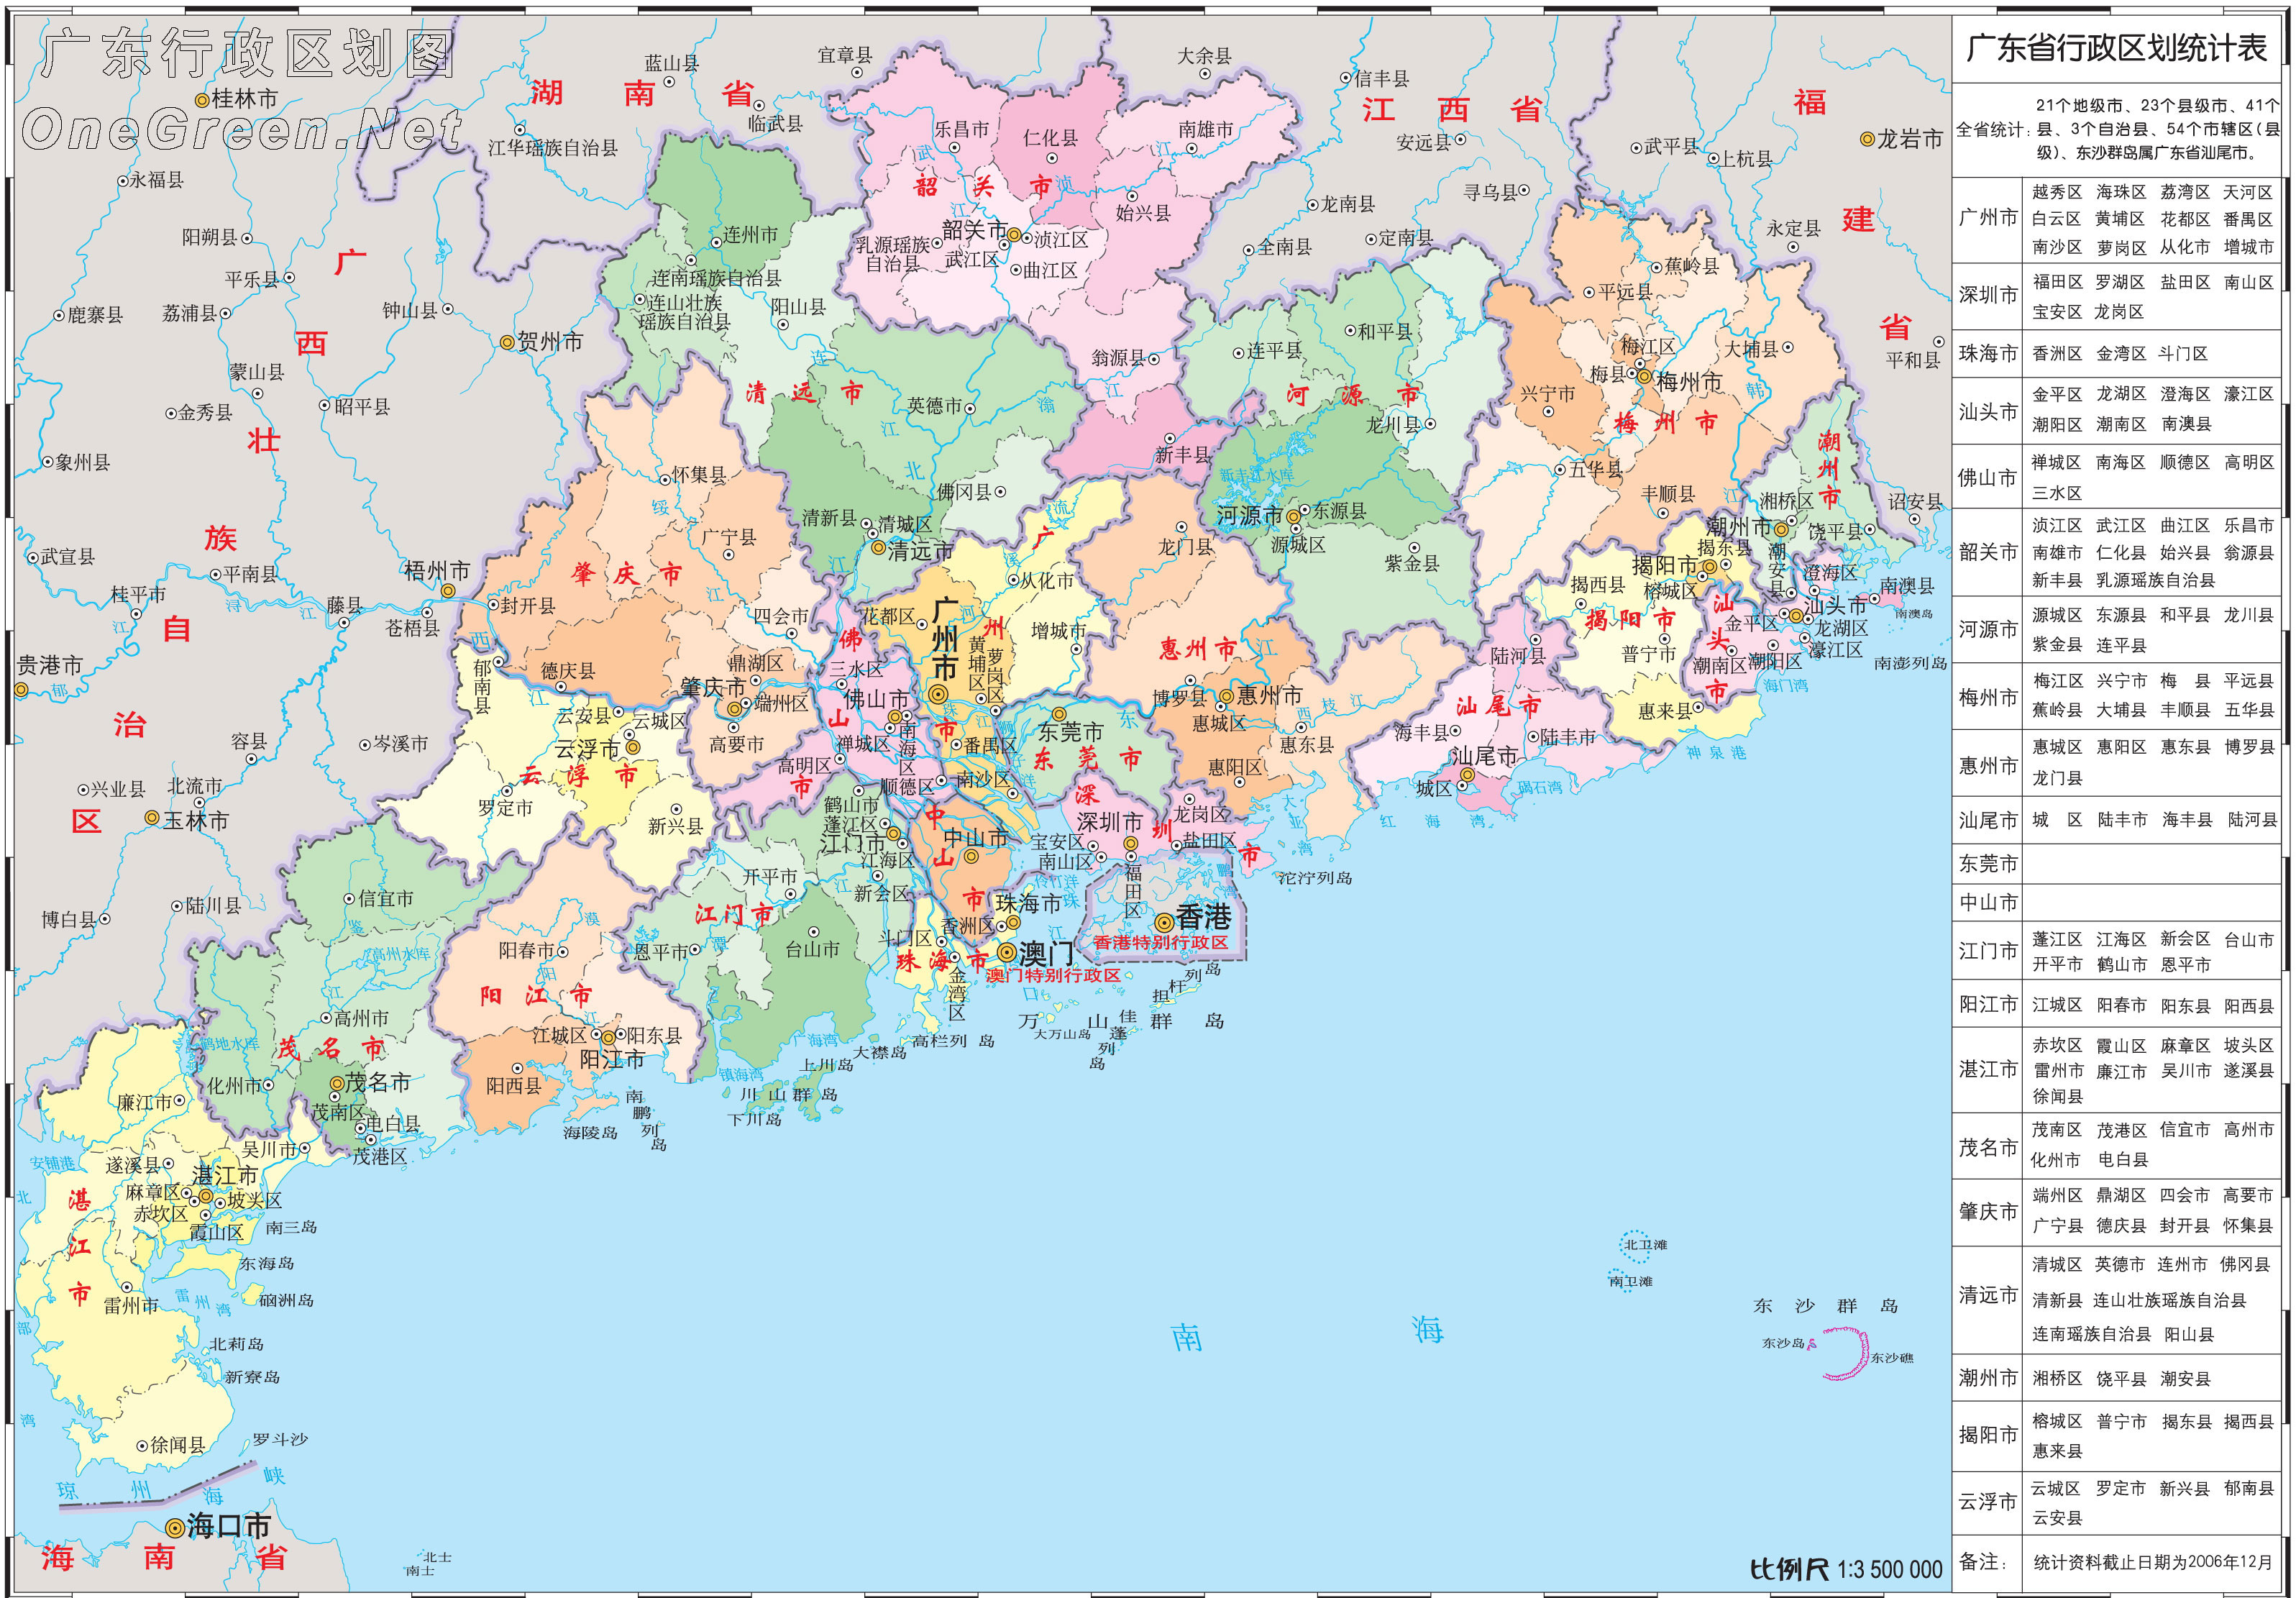 广东行政区划图
OneGreen.Net
广东省行政区划统计表
全省统计：21个地级市、23个县级市、41个
县、3个自治县、54个市辖区(县
级)、东沙群岛属广东省汕尾市。
广州市 越秀区 海珠区 荔湾区 天河区
白云区 黄埔区 花都区 番禺区
南沙区 萝岗区 从化市 增城市
深圳市 福田区 罗湖区 盐田区 南山区
宝安区 龙岗区
珠海市 香洲区 金湾区 斗门区
汕头市 金平区 龙湖区 澄海区 濠江区
潮阳区 潮南区 南澳县
佛山市 禅城区 南海区 顺德区 高明区
三水区
韶关市 浈江区 武江区 曲江区 乐昌市
南雄市 仁化县 始兴县 翁源县
新丰县 乳源瑶族自治县
河源市 源城区 东源县 和平县 龙川县
紫金县 连平县
梅州市 梅江区 兴宁市 梅 县 平远县
蕉岭县 大埔县 丰顺县 五华县
惠州市 惠城区 惠阳区 惠东县 博罗县
龙门县
汕尾市 城 区 陆丰市 海丰县 陆河县
东莞市
中山市
江门市 蓬江区 江海区 新会区 台山市
开平市 鹤山市 恩平市
阳江市 江城区 阳春市 阳东县 阳西县
湛江市 赤坎区 霞山区 麻章区 坡头区
雷州市 廉江市 吴川市 遂溪县
徐闻县
茂名市 茂南区 茂港区 信宜市 高州市
化州市 电白县
肇庆市 端州区 鼎湖区 四会市 高要市
广宁县 德庆县 封开县 怀集县
清远市 清城区 英德市 连州市 佛冈县
清新县 连山壮族瑶族自治县
连南瑶族自治县 阳山县
潮州市 湘桥区 饶平县 潮安县
揭阳市 榕城区 普宁市 揭东县 揭西县
惠来县
云浮市 云城区 罗定市 新兴县 郁南县
云安县
备注： 统计资料截止日期为2006年12月
比例尺 1:3 500 000
湖南省
江西省
福建省
广西壮族自治区
海南省
桂林市
永福县
阳朔县
平乐县
鹿寨县
荔浦县
钟山县
贺州市
蒙山县
金秀县
昭平县
象州县
武宣县
平南县
桂平市
藤县
梧州市
苍梧县
贵港市
容县
岑溪市
兴业县
北流市
玉林市
陆川县
博白县
蓝山县
江华瑶族自治县
宜章县
临武县
大余县
信丰县
安远县
寻乌县
龙南县
定南县
全南县
武平县
上杭县
龙岩市
永定县
平和县
诏安县
韶关市
乐昌市
仁化县
南雄市
始兴县
韶关市
浈江区
武江区
曲江区
乳源瑶族
自治县
翁源县
新丰县
清远市
连州市
连南瑶族自治县
连山壮族
瑶族自治县
阳山县
英德市
佛冈县
清新县
清城区
清远市
河源市
和平县
连平县
龙川县
新丰江水库
河源市
东源县
源城区
紫金县
梅州市
蕉岭县
平远县
梅江区
大埔县
梅县
梅州市
兴宁市
五华县
丰顺县
潮州市
湘桥区
潮州市
饶平县
潮安县
揭阳市
揭东县
揭阳市
榕城区
揭西县
普宁市
惠来县
汕头市
澄海区
南澳县
南澳岛
汕头市
金平区
龙湖区
濠江区
潮南区
潮阳区
南澎列岛
海门湾
神泉港
汕尾市
陆河县
海丰县
陆丰市
汕尾市
城区
碣石湾
红海湾
惠州市
龙门县
博罗县
惠州市
惠城区
惠东县
惠阳区
西枝江
大亚湾
沱泞列岛
广州市
从化市
花都区
广州市
增城市
黄埔区
萝岗区
番禺区
南沙区
狮子洋
东莞市
东莞市
深圳市
深圳市
龙岗区
宝安区
盐田区
南山区
福田区
香港
香港特别行政区
澳门
澳门特别行政区
伶仃洋
珠江口
佛山市
三水区
佛山市
禅城区
南海区
高明区
顺德区
中山市
中山市
珠海市
珠海市
香洲区
斗门区
金湾区
江门市
鹤山市
蓬江区
江门市
江海区
新会区
开平市
恩平市
台山市
广海湾
镇海湾
上川岛
下川岛
川山群岛
大襟岛
高栏列岛
万山群岛
大万山岛
佳蓬列岛
担杆列岛
肇庆市
怀集县
广宁县
封开县
四会市
德庆县
鼎湖区
肇庆市
端州区
高要市
云浮市
郁南县
云安县
云城区
云浮市
罗定市
新兴县
阳江市
阳春市
江城区
阳东县
阳江市
阳西县
海陵岛
南鹏列岛
茂名市
信宜市
高州水库
高州市
鹤地水库
化州市
茂名市
茂南区
电白县
茂港区
湛江市
廉江市
吴川市
遂溪县
湛江市
麻章区
坡头区
赤坎区
霞山区
南三岛
东海岛
硇洲岛
雷州市
雷州湾
北莉岛
新寮岛
徐闻县
罗斗沙
安铺港
北部湾
琼州海峡
海口市
北士
南士
南海
北卫滩
南卫滩
东沙群岛
东沙岛
东沙礁
武江
浈江
连江
北江
滃江
绥江
西江
浔江
郁江
流溪河
东江
韩江
漠阳江
潭江
鉴江